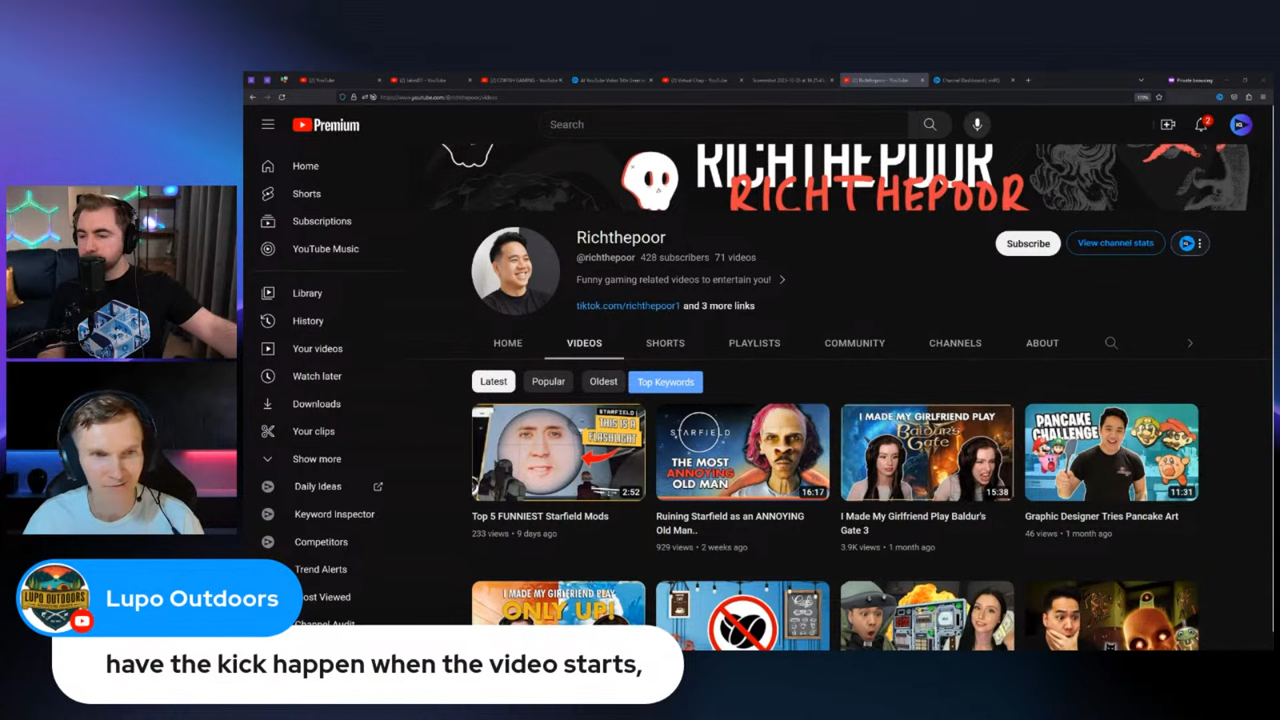 Premium
Search
2
RICHTHEPOOR
RICHTHEPOOR
Home
Shorts
Subscriptions
YouTube Music
Library
History
Your videos
Watch later
Downloads
Your clips
Show more
Daily Ideas
Keyword Inspector
Competitors
Trend Alerts
ost Viewed
Channel Audit
Richthepoor
@richthepoor 428 subscribers 71 videos
Funny gaming related videos to entertain you!
tiktok.com/richthepoor1 and 3 more links
Subscribe
View channel stats
HOME VIDEOS SHORTS PLAYLISTS COMMUNITY CHANNELS ABOUT
Latest Popular Oldest Top Keywords
STARFIELD
THIS IS A
FLASHLIGHT
2:52
Top 5 FUNNIEST Starfield Mods
233 views • 9 days ago
STARFIELD
THE MOST
ANNOYING
OLD MAN
16:17
Ruining Starfield as an ANNOYING
Old Man..
929 views • 2 weeks ago
I MADE MY GIRLFRIEND PLAY
Baldur's
Gate
15:38
I Made My Girlfriend Play Baldur's
Gate 3
3.9K views • 1 month ago
PANCAKE
CHALLENGE
11:31
Graphic Designer Tries Pancake Art
46 views • 1 month ago
I MADE MY GIRLFRIEND PLAY
ONLY UP!
LUPO OUTDOORS
Lupo Outdoors
have the kick happen when the video starts,